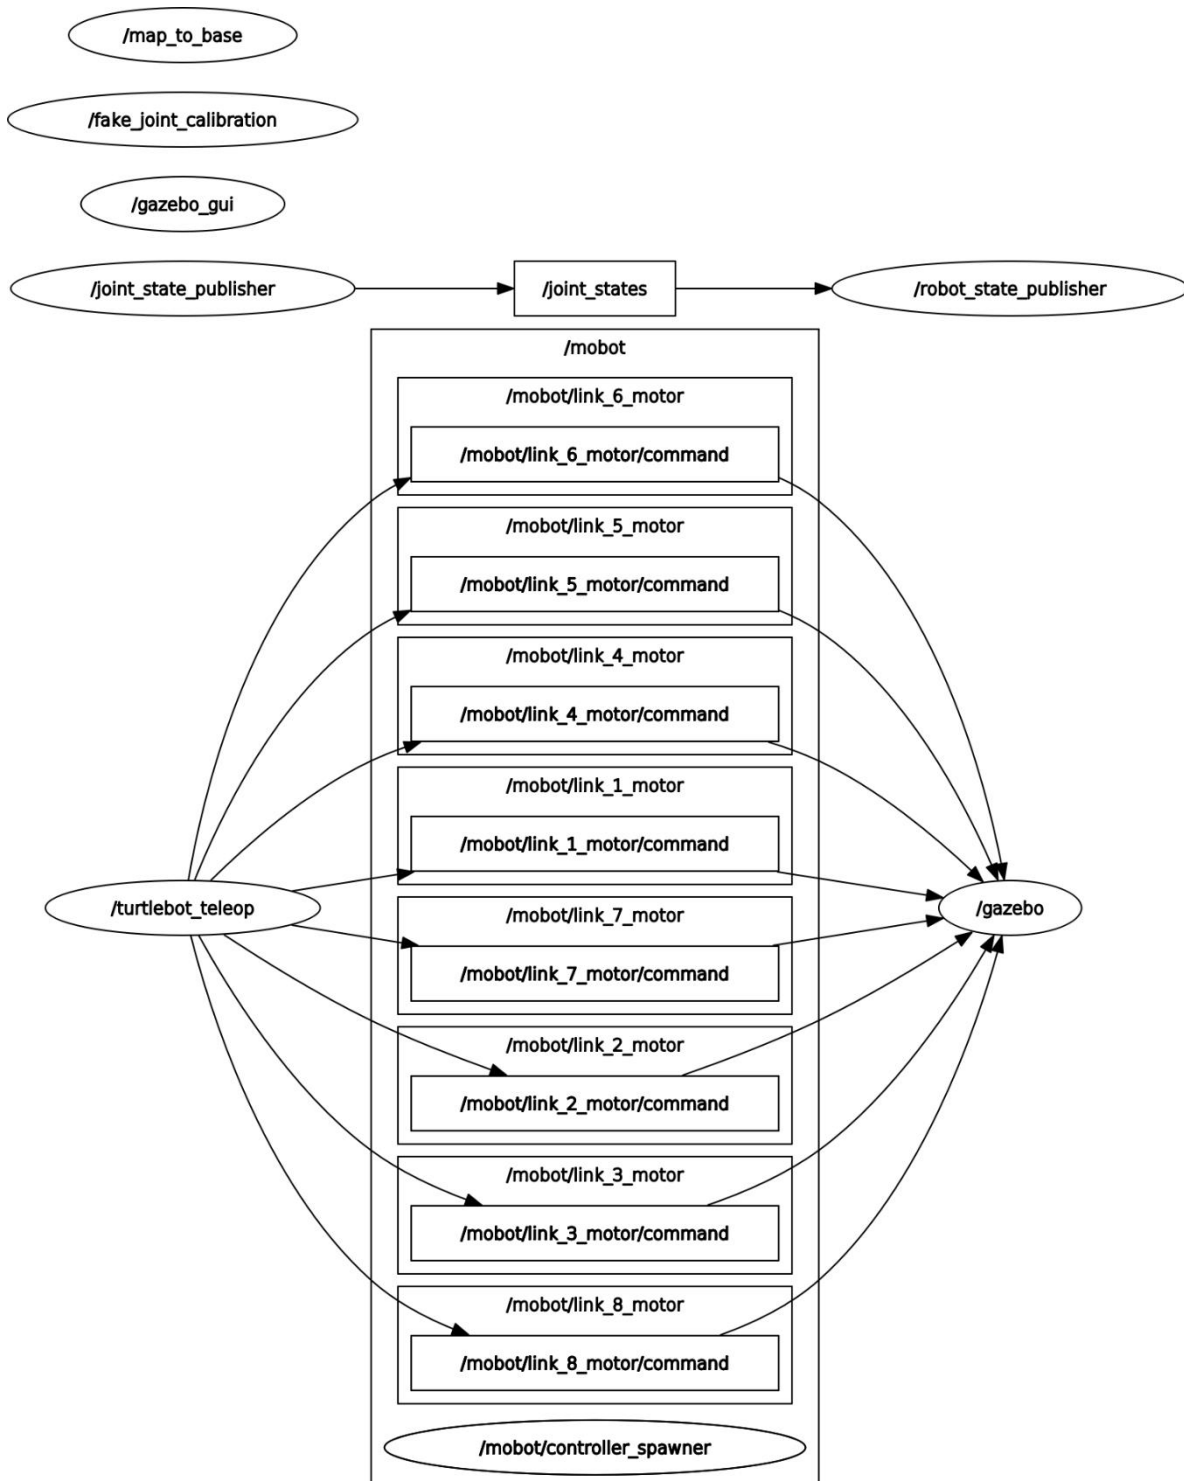 /map_to_base
/fake_joint_calibration
/gazebo_gui
/joint_state_publisher
/joint_states
/robot_state_publisher
/mobot
/mobot/link_6_motor
/mobot/link_6_motor/command
/mobot/link_5_motor
/mobot/link_5_motor/command
/mobot/link_4_motor
/mobot/link_4_motor/command
/mobot/link_1_motor
/mobot/link_1_motor/command
/turtlebot_teleop
/gazebo
/mobot/link_7_motor
/mobot/link_7_motor/command
/mobot/link_2_motor
/mobot/link_2_motor/command
/mobot/link_3_motor
/mobot/link_3_motor/command
/mobot/link_8_motor
/mobot/link_8_motor/command
/mobot/controller_spawner